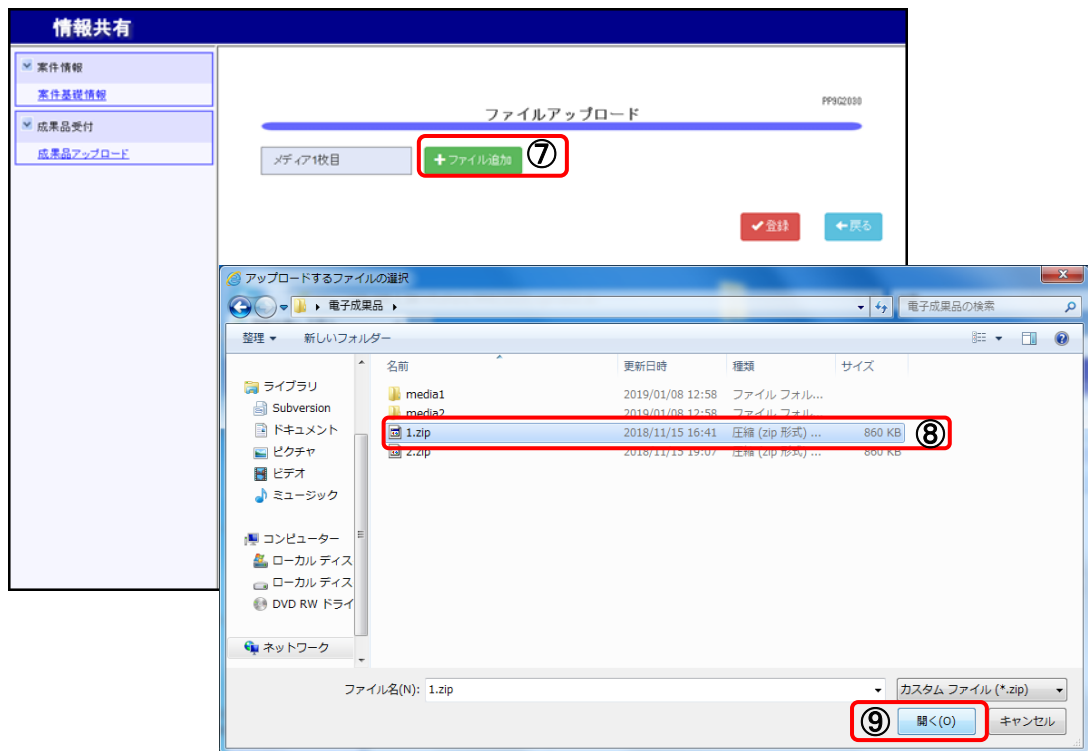 情報共有
案件情報
案件基礎情報
成果品受付
成果品アップロード
PP9G2030
ファイルアップロード
メディア1枚目
ファイル追加
⑦
登録
戻る
アップロードするファイルの選択
電子成果品
電子成果品の検索
整理
新しいフォルダー
名前
更新日時
種類
サイズ
ライブラリ
Subversion
ドキュメント
ピクチャ
ビデオ
ミュージック
コンピューター
ローカル ディス
ローカル ディス
DVD RW ドライ
ネットワーク
media1 2019/01/08 12:58 ファイル フォル...
media2 2019/01/08 12:58 ファイル フォル...
1.zip 2018/11/15 16:41 圧縮 (zip 形式) ... 860 KB
⑧
2.zip 2018/11/15 19:07 圧縮 (zip 形式) ... 860 KB
ファイル名(N): 1.zip
カスタム ファイル (*.zip)
⑨
開く(O)
キャンセル